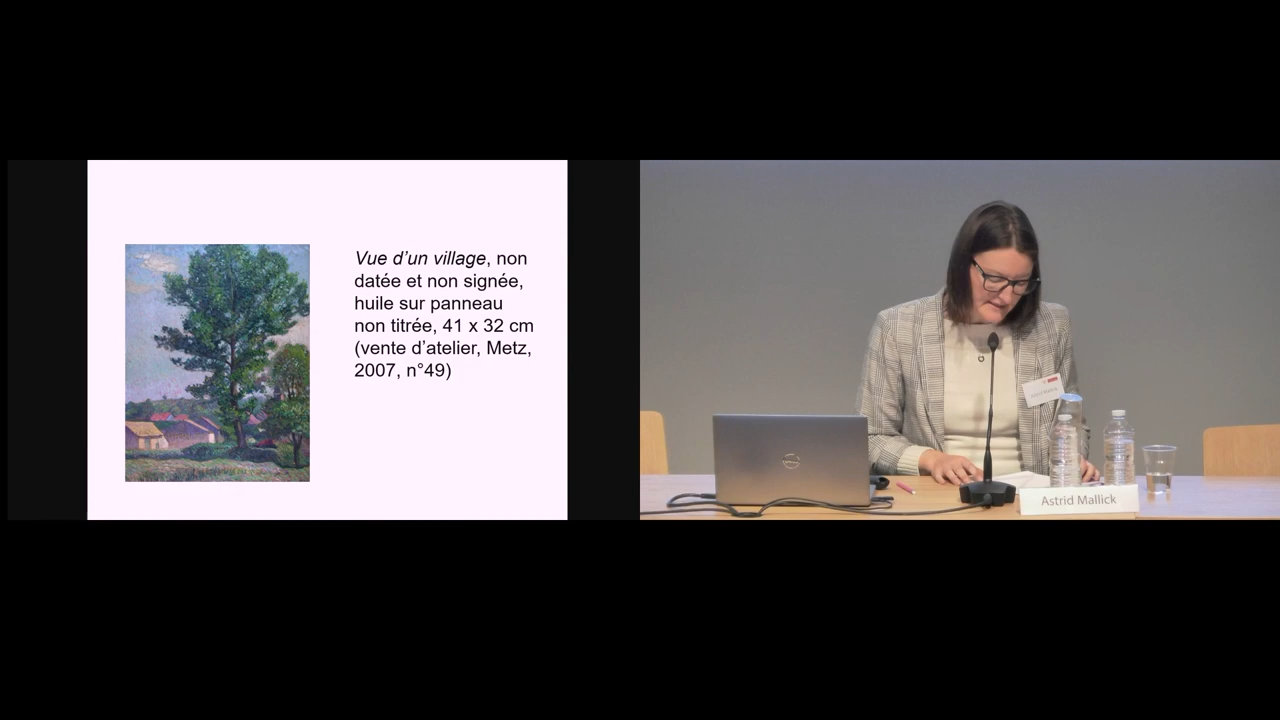 Vue d’un village, non
datée et non signée,
huile sur panneau
non titrée, 41 x 32 cm
(vente d’atelier, Metz,
2007, n°49)
Astrid Mallick